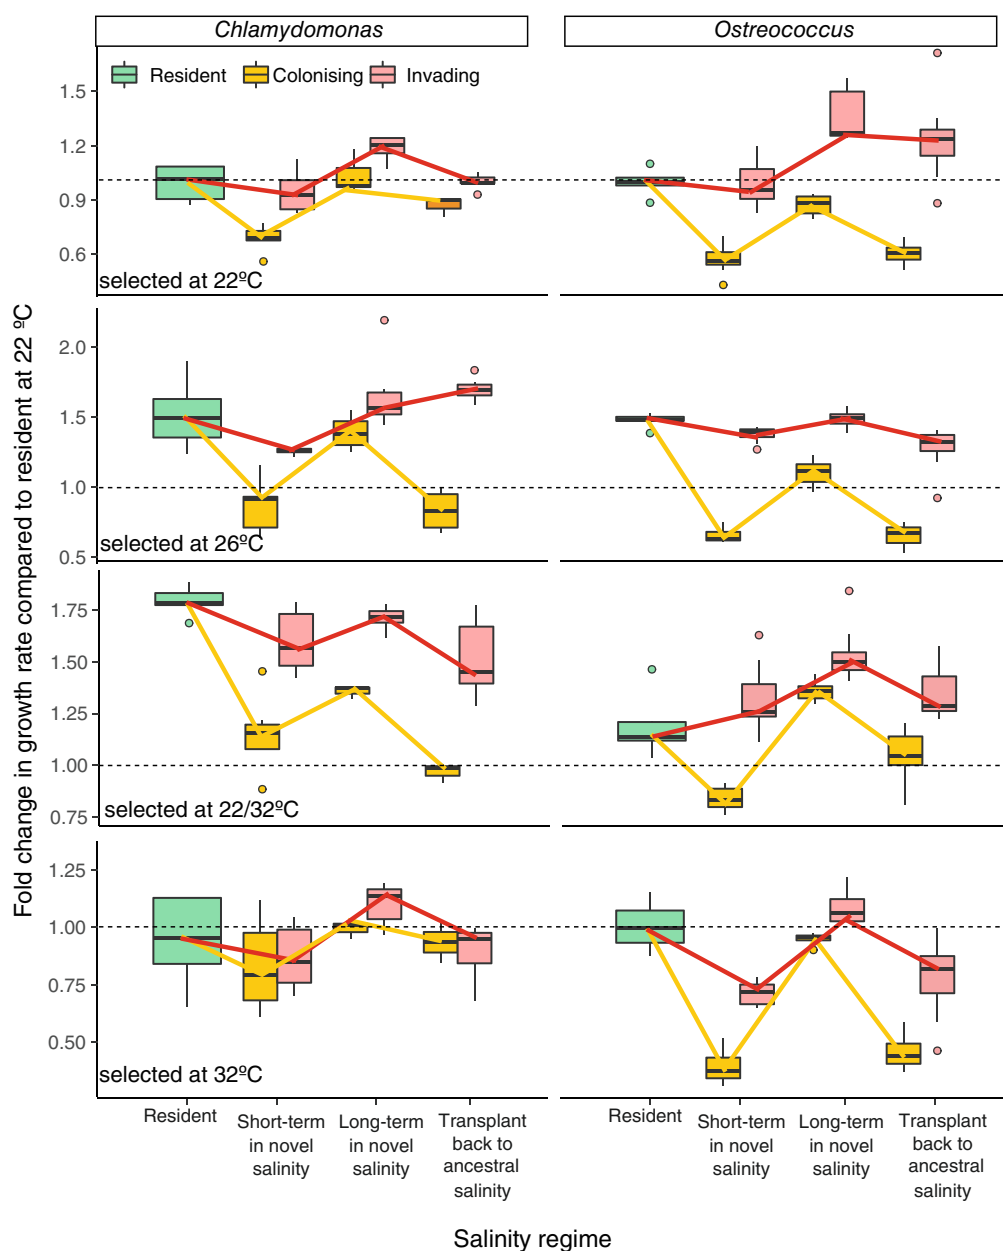 Chlamydomonas
Ostreococcus
Resident
Colonising
Invading
Fold change in growth rate compared to resident at 22 ºC
1.5
1.2
0.9
0.6
selected at 22ºC
2.0
1.5
1.0
0.5
selected at 26ºC
1.75
1.50
1.25
1.00
0.75
selected at 22/32ºC
1.25
1.00
0.75
0.50
selected at 32ºC
Resident
Short-term
in novel
salinity
Long-term
in novel
salinity
Transplant
back to
ancestral
salinity
Resident
Short-term
in novel
salinity
Long-term
in novel
salinity
Transplant
back to
ancestral
salinity
Salinity regime